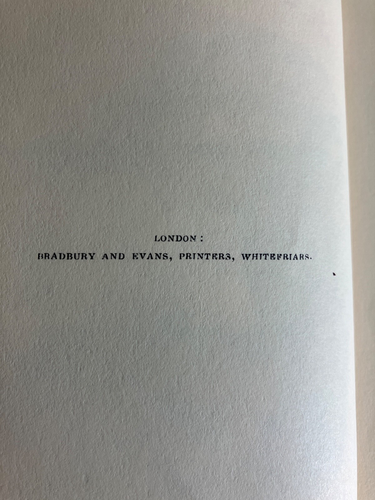 LONDON:
BRADBURY AND EVANS, PRINTERS, WHITEFRIARS.